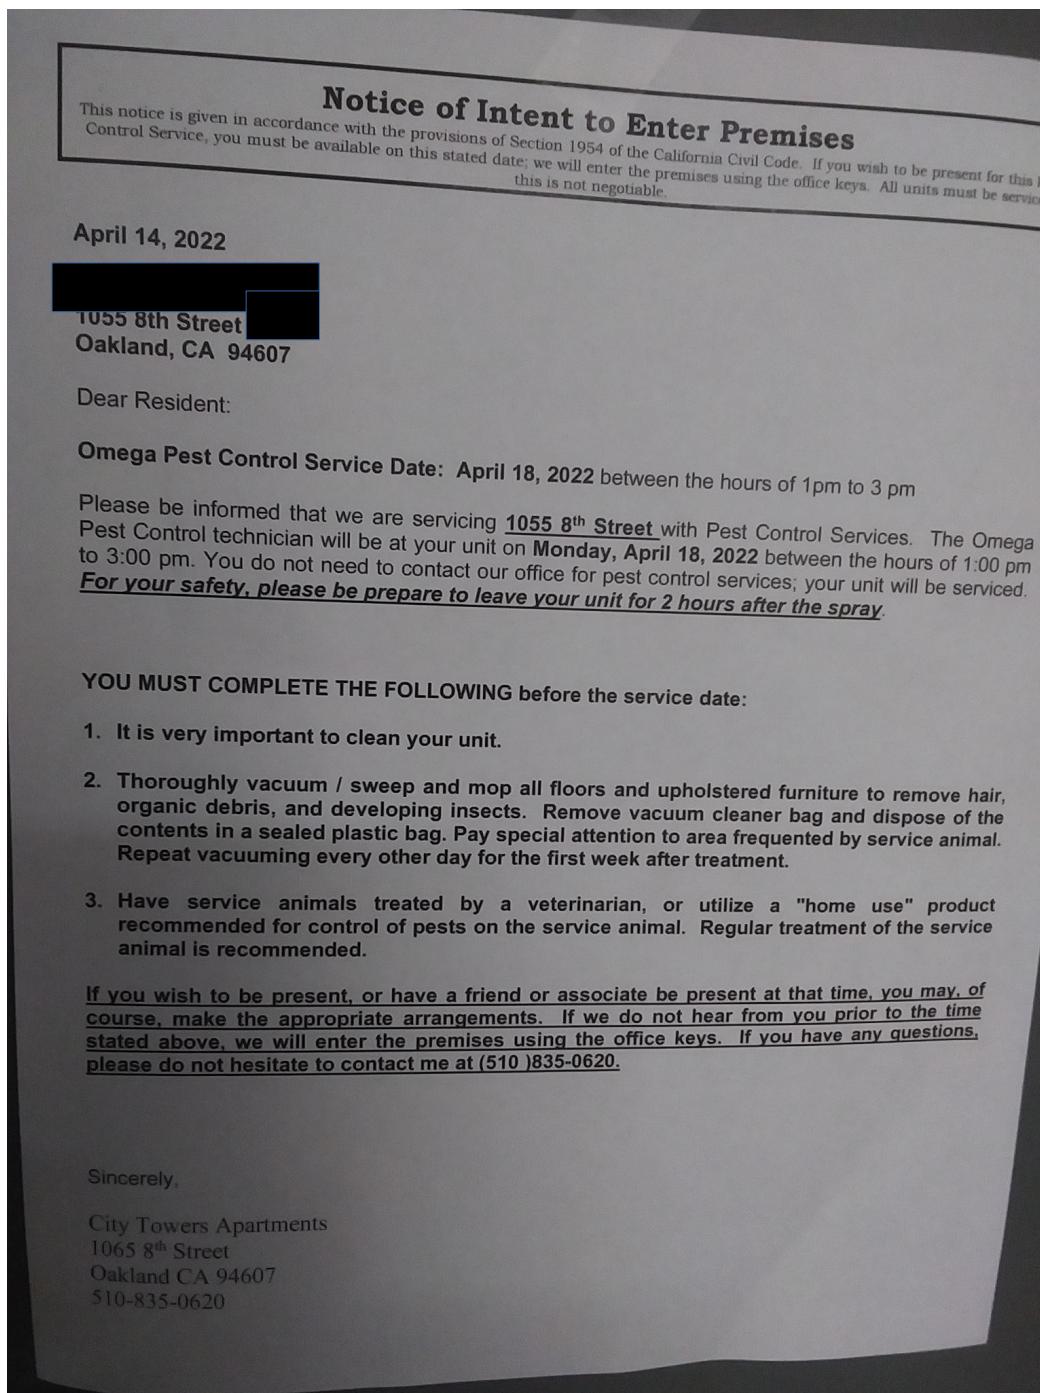 Notice of Intent to Enter Premises
This notice is given in accordance with the provisions of Section 1954 of the California Civil Code. If you wish to be present for this
Control Service, you must be available on this stated date; we will enter the premises using the office keys. All units must be
this is not negotiable.
April 14, 2022
1055 8th Street
Oakland, CA 94607
Dear Resident:
Omega Pest Control Service Date: April 18, 2022 between the hours of 1pm to 3 pm
Please be informed that we are servicing 1055 8th Street with Pest Control Services. The Omega
Pest Control technician will be at your unit on Monday, April 18, 2022 between the hours of 1:00 pm
to 3:00 pm. You do not need to contact our office for pest control services; your unit will be serviced.
For your safety, please be prepare to leave your unit for 2 hours after the spray.
YOU MUST COMPLETE THE FOLLOWING before the service date:
1. It is very important to clean your unit.
2. Thoroughly vacuum / sweep and mop all floors and upholstered furniture to remove hair,
organic debris, and developing insects. Remove vacuum cleaner bag and dispose of the
contents in a sealed plastic bag. Pay special attention to area frequented by service animal.
Repeat vacuuming every other day for the first week after treatment.
3. Have service animals treated by a veterinarian, or utilize a "home use" product
recommended for control of pests on the service animal. Regular treatment of the service
animal is recommended.
If you wish to be present, or have a friend or associate be present at that time, you may, of
course, make the appropriate arrangements. If we do not hear from you prior to the time
stated above, we will enter the premises using the office keys. If you have any questions,
please do not hesitate to contact me at (510 )835-0620.
Sincerely,
City Towers Apartments
1065 8th Street
Oakland CA 94607
510-835-0620